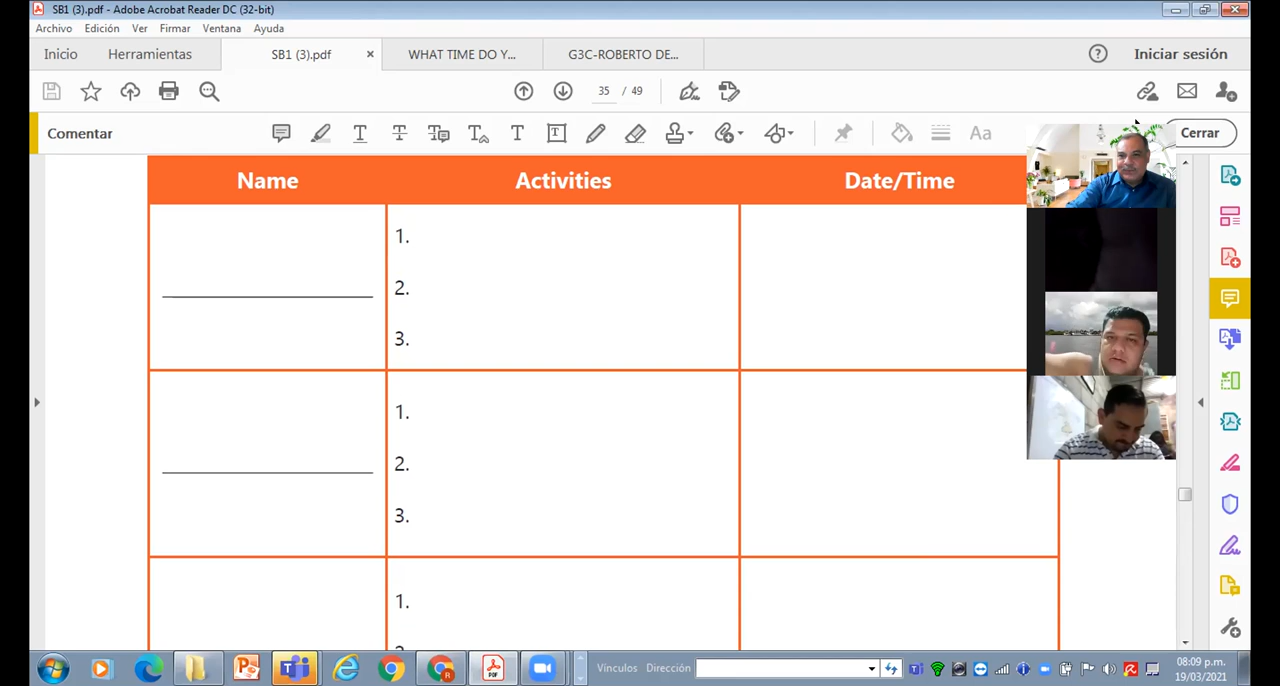 SB1 (3).pdf - Adobe Acrobat Reader DC (32-bit)
Archivo Edición Ver Firmar Ventana Ayuda
Inicio Herramientas SB1 (3).pdf × WHAT TIME DO Y... G3C-ROBERTO DE... Iniciar sesión
35 / 49
Comentar Aa Cerrar
Name Activities Date/Time
1.
2.
3.
1.
2.
3.
1.
Vínculos Dirección 08:09 p.m.
19/03/2021